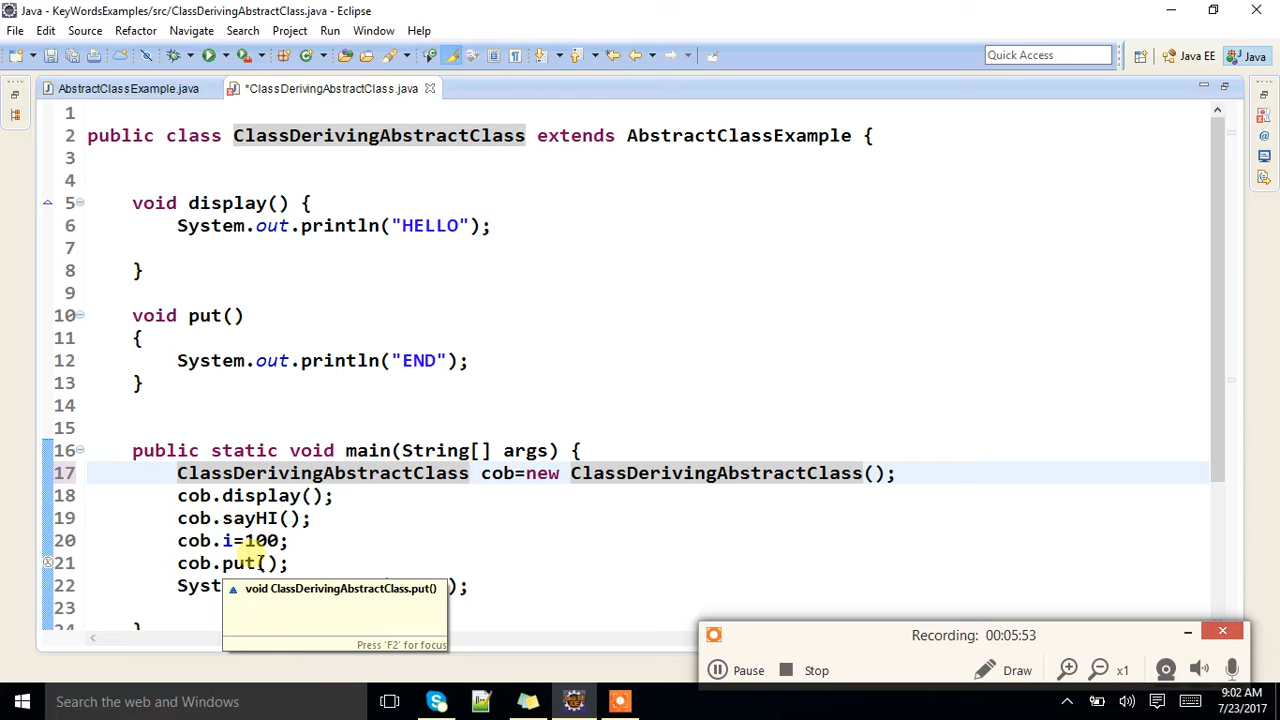 Java - KeyWordsExamples/src/ClassDerivingAbstractClass.java - Eclipse
File Edit Source Refactor Navigate Search Project Run Window Help
Quick Access Java EE Java
AbstractClassExample.java *ClassDerivingAbstractClass.java
1
2 public class ClassDerivingAbstractClass extends AbstractClassExample {
3
4
5 void display() {
6 System.out.println("HELLO");
7
8 }
9
10 void put()
11 {
12 System.out.println("END");
13 }
14
15
16 public static void main(String[] args) {
17 ClassDerivingAbstractClass cob=new ClassDerivingAbstractClass();
18 cob.display();
19 cob.sayHI();
20 cob.i=100;
21 cob.put();
22 Syst );
void ClassDerivingAbstractClass.put()
23
Press 'F2' for focus
24 }
Recording: 00:05:53
Pause Stop Draw x1
Search the web and Windows
9:02 AM
7/23/2017